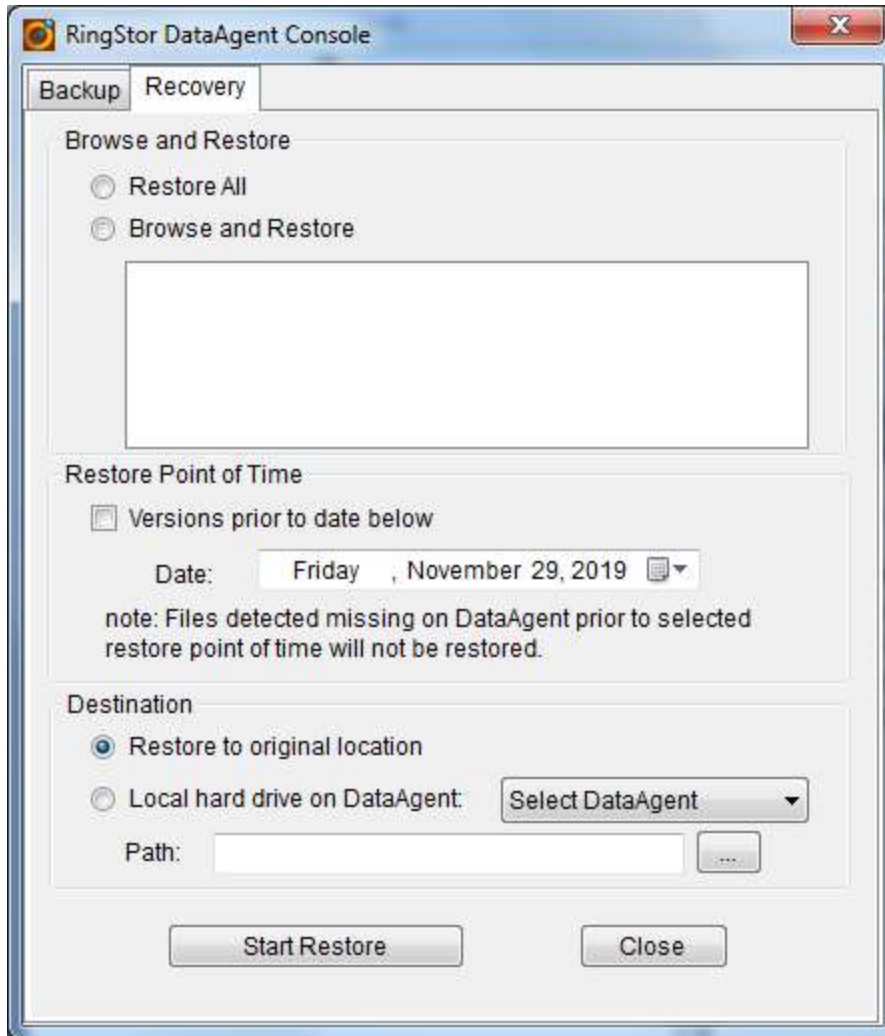 RingStor DataAgent Console
Backup
Recovery
Browse and Restore
Restore All
Browse and Restore
Restore Point of Time
Versions prior to date below
Date: Friday , November 29, 2019
note: Files detected missing on DataAgent prior to selected
restore point of time will not be restored.
Destination
Restore to original location
Local hard drive on DataAgent: Select DataAgent
Path: ...
Start Restore Close